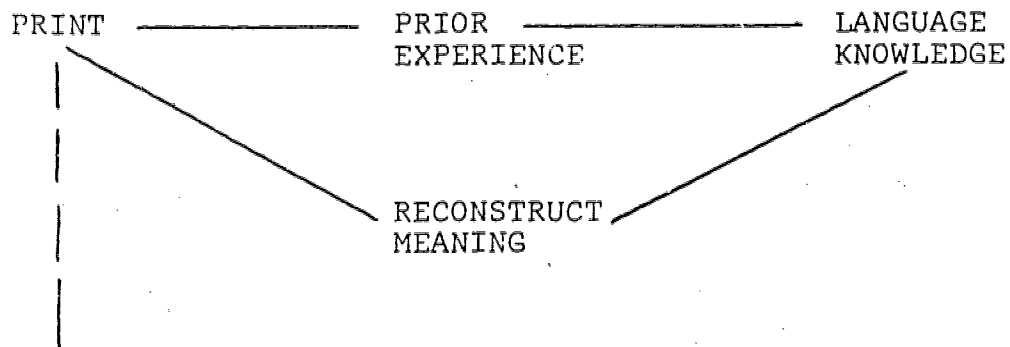 PRINT
PRIOR
EXPERIENCE
LANGUAGE
KNOWLEDGE
RECONSTRUCT
MEANING